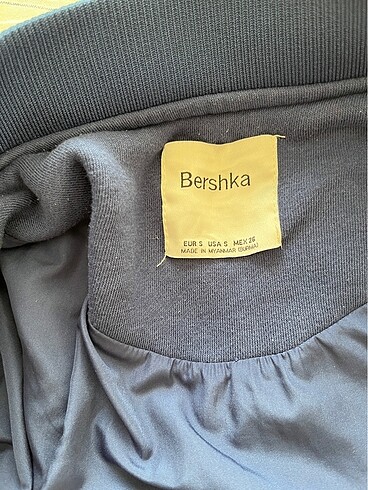 Bershka
EUR S USA S MEX 26
MADE IN MYANMAR (BURMA)